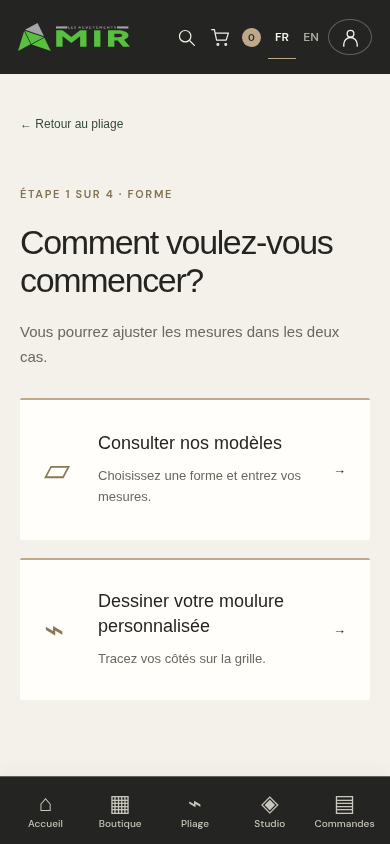 LES REVÊTEMENTS
MIR
0
FR
EN
← Retour au pliage
ÉTAPE 1 SUR 4 · FORME
Comment voulez-vous
commencer?
Vous pourrez ajuster les mesures dans les deux
cas.
Consulter nos modèles
Choisissez une forme et entrez vos
mesures.
→
Dessiner votre moulure
personnalisée
Tracez vos côtés sur la grille.
→
Accueil
Boutique
Pliage
Studio
Commandes